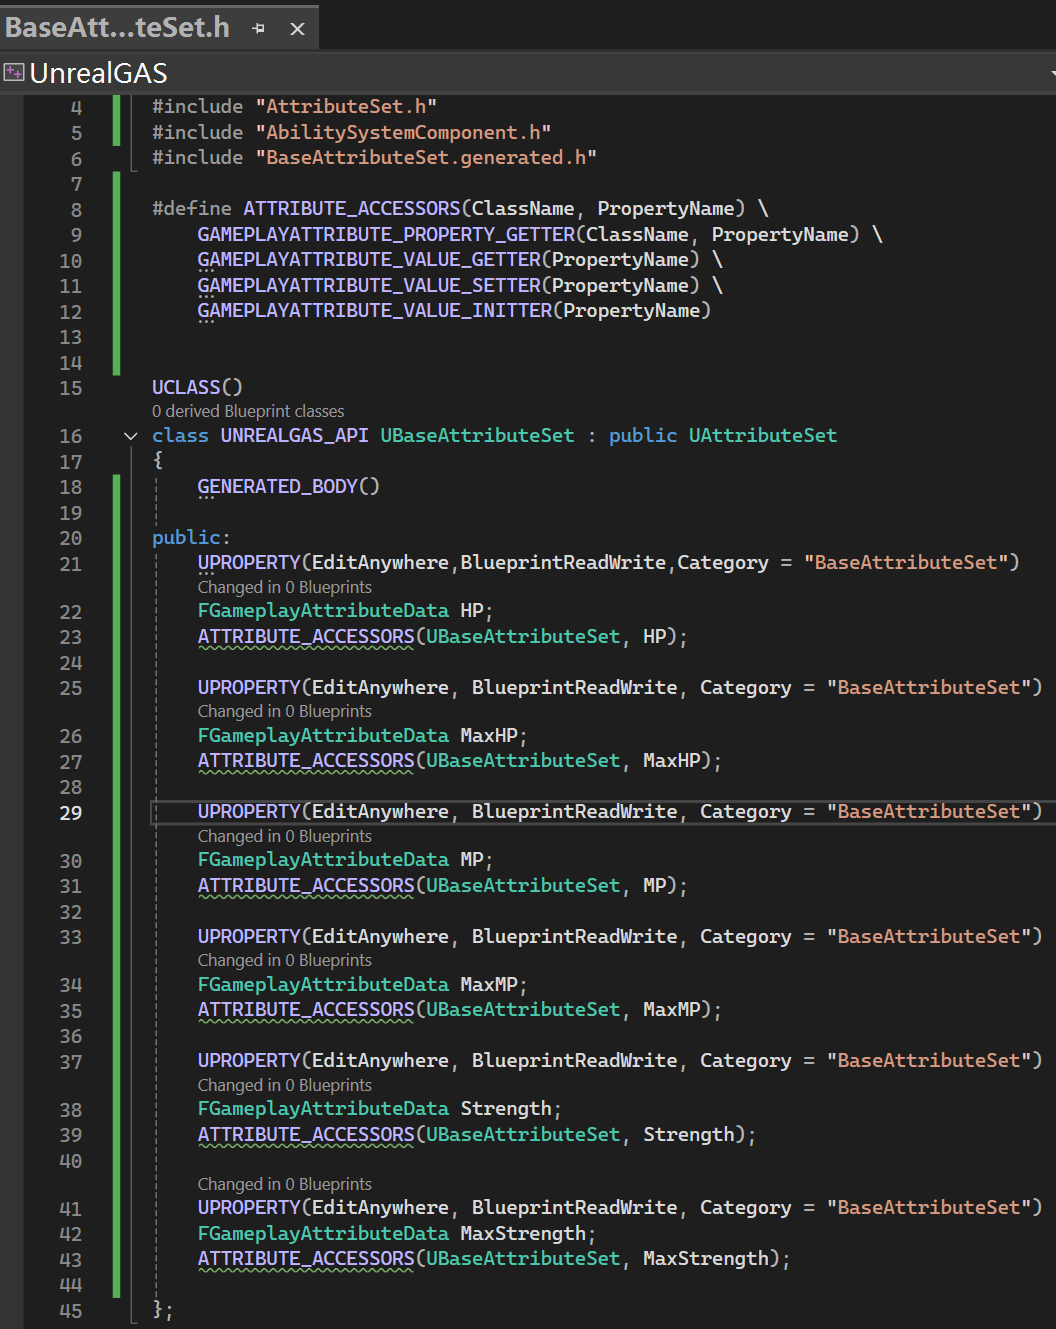 BaseAtt...teSet.h
UnrealGAS
4 #include "AttributeSet.h"
5 #include "AbilitySystemComponent.h"
6 #include "BaseAttributeSet.generated.h"
7
8 #define ATTRIBUTE_ACCESSORS(ClassName, PropertyName) \
9 GAMEPLAYATTRIBUTE_PROPERTY_GETTER(ClassName, PropertyName) \
10 GAMEPLAYATTRIBUTE_VALUE_GETTER(PropertyName) \
11 GAMEPLAYATTRIBUTE_VALUE_SETTER(PropertyName) \
12 GAMEPLAYATTRIBUTE_VALUE_INITTER(PropertyName)
13
14
15 UCLASS()
0 derived Blueprint classes
16 class UNREALGAS_API UBaseAttributeSet : public UAttributeSet
17 {
18 GENERATED_BODY()
19
20 public:
21 UPROPERTY(EditAnywhere,BlueprintReadWrite,Category = "BaseAttributeSet")
Changed in 0 Blueprints
22 FGameplayAttributeData HP;
23 ATTRIBUTE_ACCESSORS(UBaseAttributeSet, HP);
24
25 UPROPERTY(EditAnywhere, BlueprintReadWrite, Category = "BaseAttributeSet")
Changed in 0 Blueprints
26 FGameplayAttributeData MaxHP;
27 ATTRIBUTE_ACCESSORS(UBaseAttributeSet, MaxHP);
28
29 UPROPERTY(EditAnywhere, BlueprintReadWrite, Category = "BaseAttributeSet")
Changed in 0 Blueprints
30 FGameplayAttributeData MP;
31 ATTRIBUTE_ACCESSORS(UBaseAttributeSet, MP);
32
33 UPROPERTY(EditAnywhere, BlueprintReadWrite, Category = "BaseAttributeSet")
Changed in 0 Blueprints
34 FGameplayAttributeData MaxMP;
35 ATTRIBUTE_ACCESSORS(UBaseAttributeSet, MaxMP);
36
37 UPROPERTY(EditAnywhere, BlueprintReadWrite, Category = "BaseAttributeSet")
Changed in 0 Blueprints
38 FGameplayAttributeData Strength;
39 ATTRIBUTE_ACCESSORS(UBaseAttributeSet, Strength);
40
Changed in 0 Blueprints
41 UPROPERTY(EditAnywhere, BlueprintReadWrite, Category = "BaseAttributeSet")
42 FGameplayAttributeData MaxStrength;
43 ATTRIBUTE_ACCESSORS(UBaseAttributeSet, MaxStrength);
44
45 };